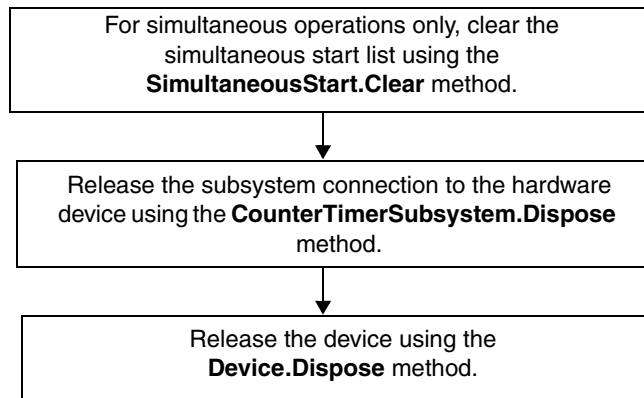 For simultaneous operations only, clear the
simultaneous start list using the
SimultaneousStart.Clear method.
Release the subsystem connection to the hardware
device using the CounterTimerSubsystem.Dispose
method.
Release the device using the
Device.Dispose method.